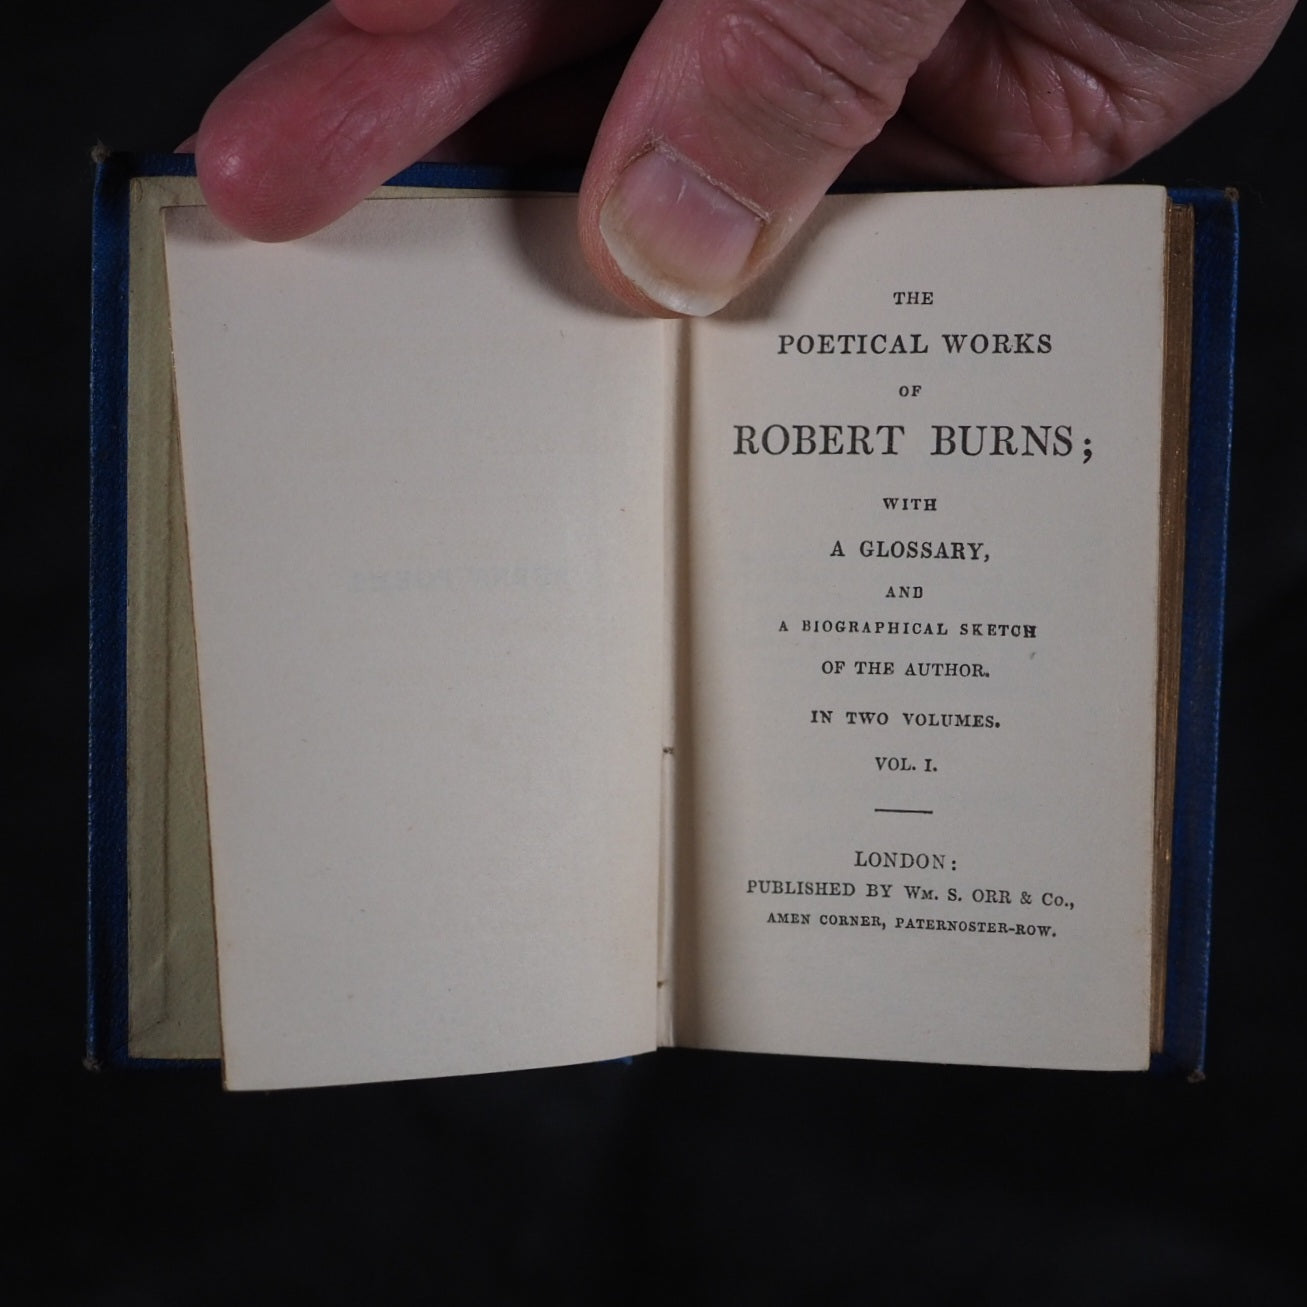 THE
POETICAL WORKS
OF
ROBERT BURNS;
WITH
A GLOSSARY,
AND
A BIOGRAPHICAL SKETCH
OF THE AUTHOR.
IN TWO VOLUMES.
VOL. I.
LONDON:
PUBLISHED BY WM. S. ORR & CO.,
AMEN CORNER, PATERNOSTER-ROW.